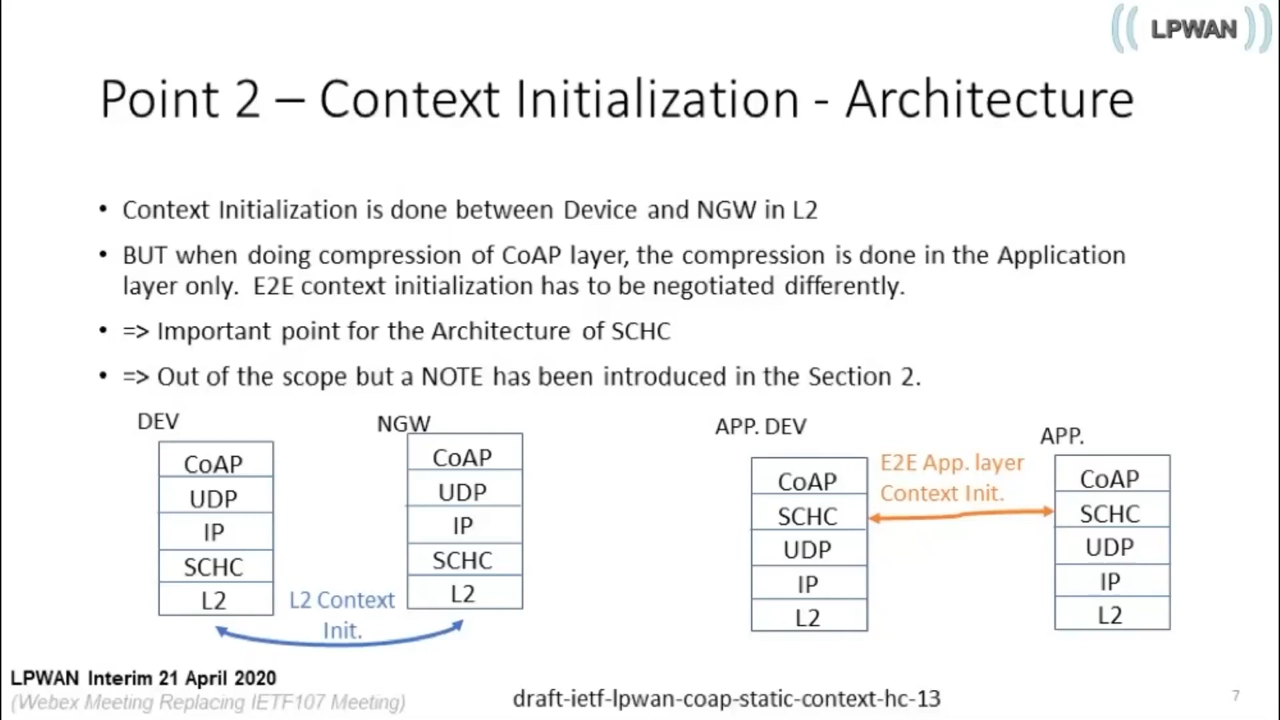 LPWAN
Point 2 – Context Initialization - Architecture
• Context Initialization is done between Device and NGW in L2
• BUT when doing compression of CoAP layer, the compression is done in the Application
layer only. E2E context initialization has to be negotiated differently.
• => Important point for the Architecture of SCHC
• => Out of the scope but a NOTE has been introduced in the Section 2.
DEV
CoAP
UDP
IP
SCHC
L2
L2 Context
Init.
NGW
CoAP
UDP
IP
SCHC
L2
APP. DEV
CoAP
SCHC
UDP
IP
L2
E2E App. layer
Context Init.
APP.
CoAP
SCHC
UDP
IP
L2
LPWAN Interim 21 April 2020
(Webex Meeting Replacing IETF107 Meeting)
draft-ietf-lpwan-coap-static-context-hc-13
7